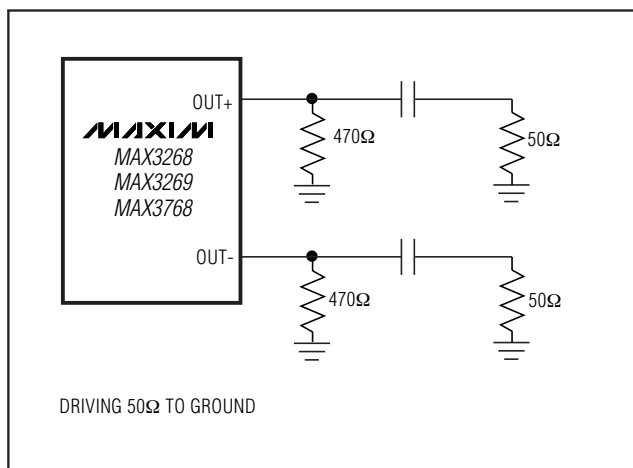 OUT+
MAXIM
MAX3268
MAX3269
MAX3768
470Ω
50Ω
OUT-
470Ω
50Ω
DRIVING 50Ω TO GROUND